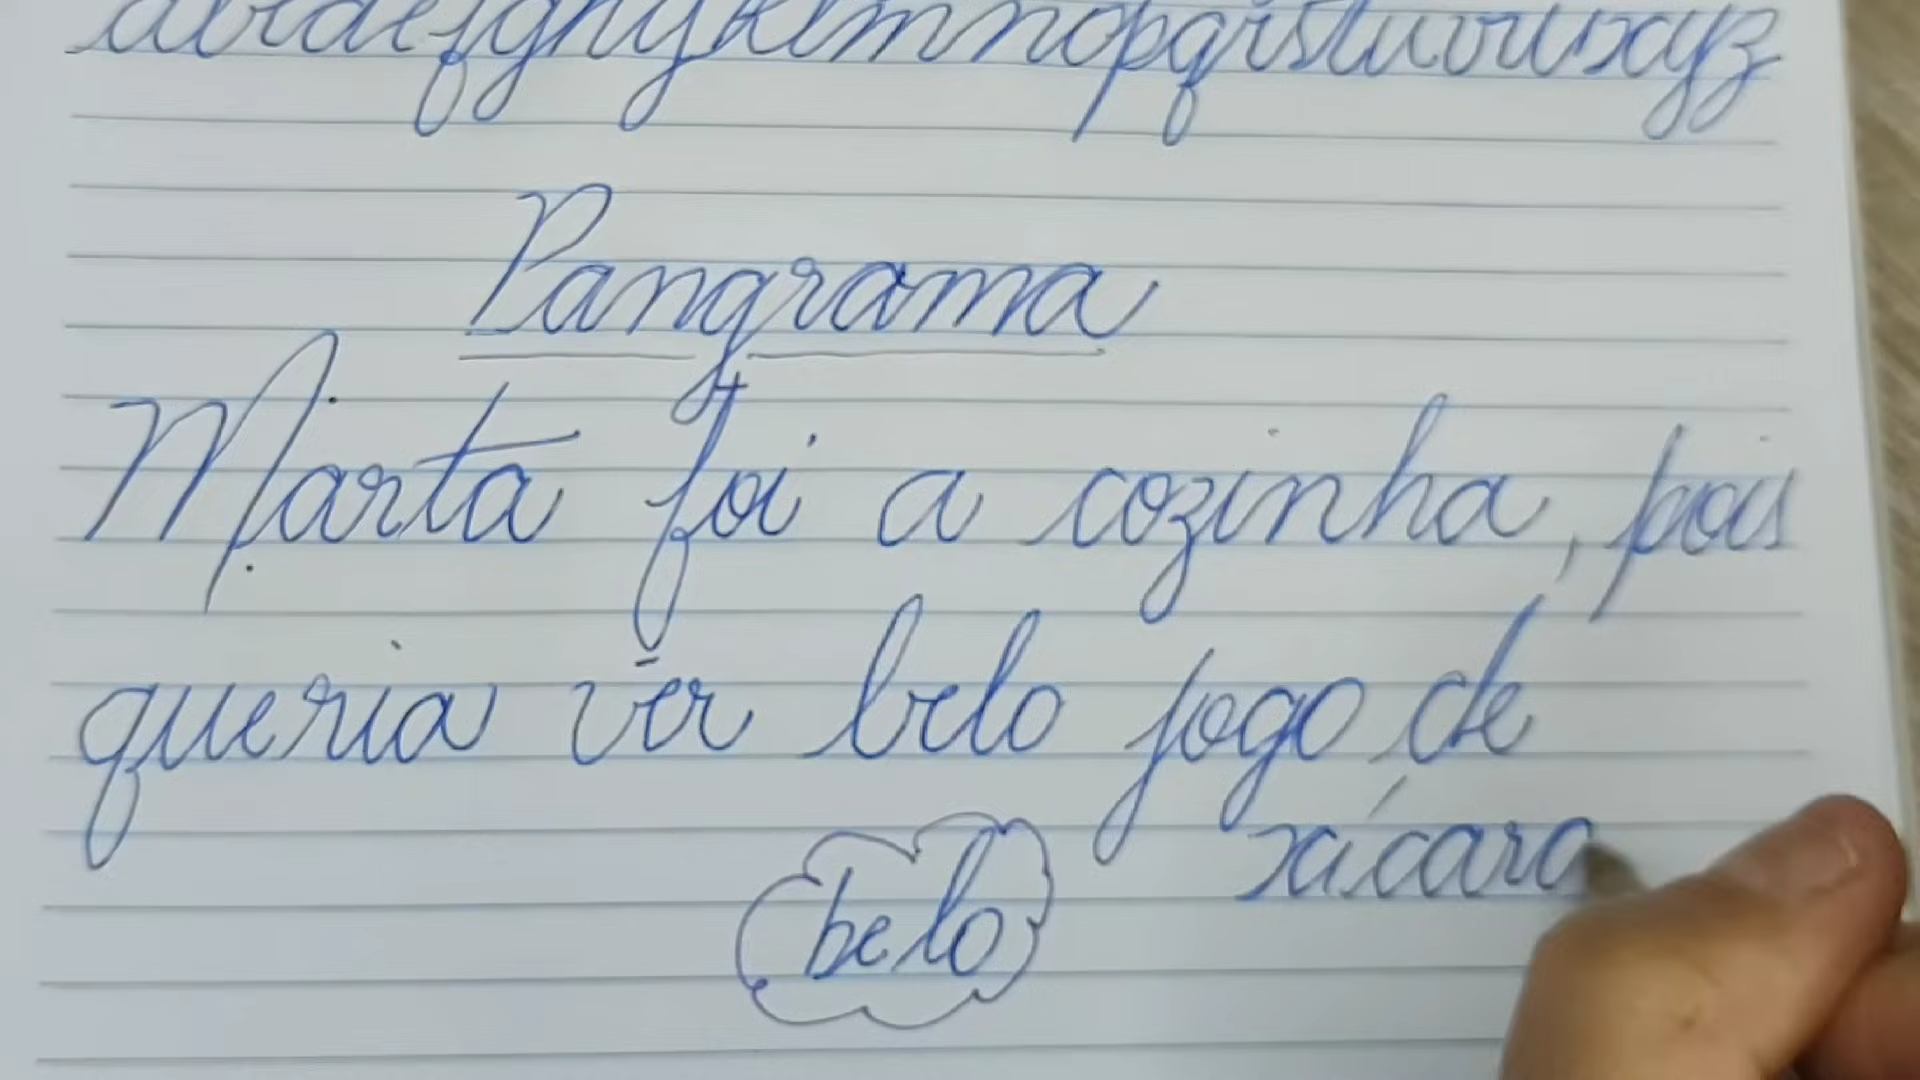 abcdefghijklmnopqrstuvwxyz
Pangrama
Marta foi a cozinha, pois
queria ver belo jogo de
xícara
belo